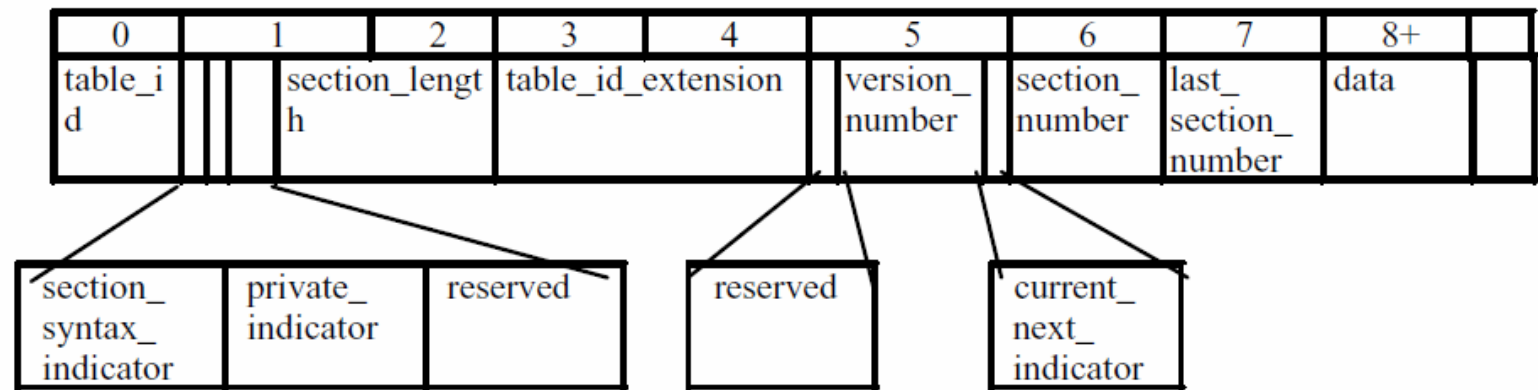 0 1 2 3 4 5 6 7 8+
table_i section_lengt table_id_extension version_ section_ last_ data
d h number number section_
number
section_ private_ reserved reserved current_
syntax_ indicator next_
indicator indicator